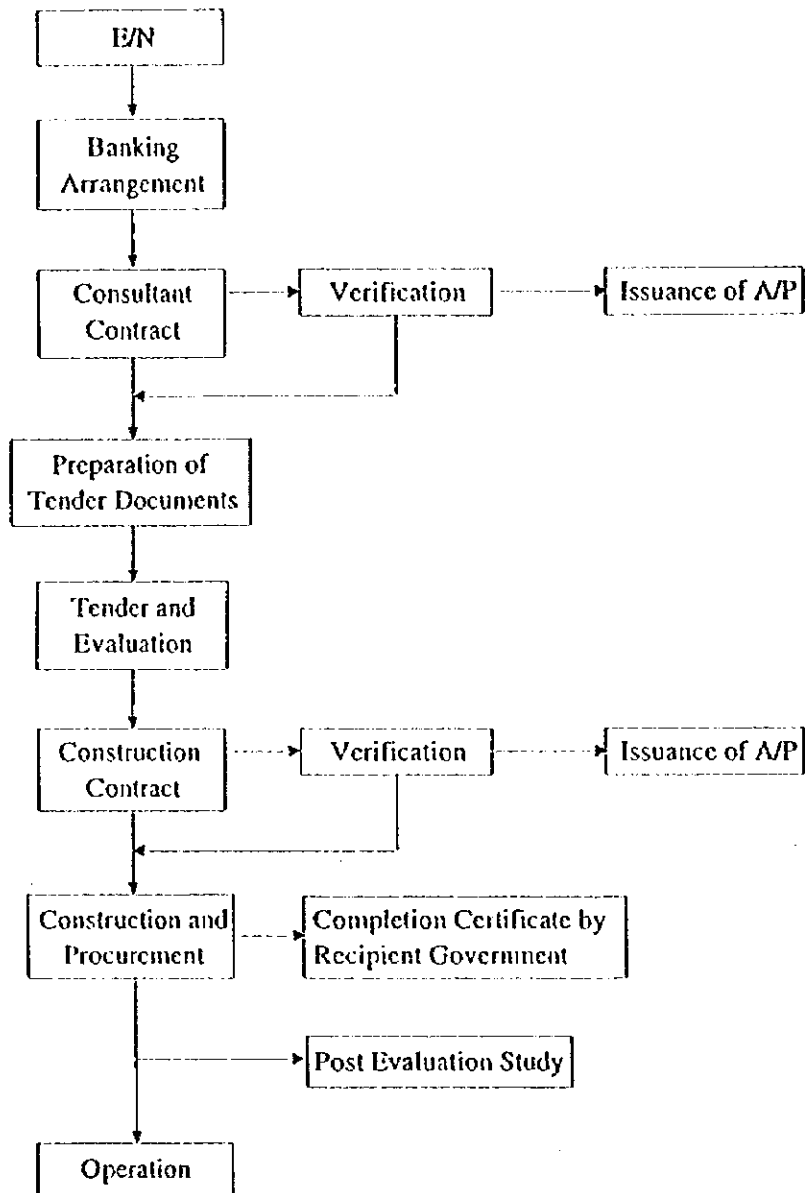 E/N
Banking
Arrangement
Consultant
Contract
Verification
Issuance of A/P
Preparation of
Tender Documents
Tender and
Evaluation
Construction
Contract
Verification
Issuance of A/P
Construction and
Procurement
Completion Certificate by
Recipient Government
Post Evaluation Study
Operation